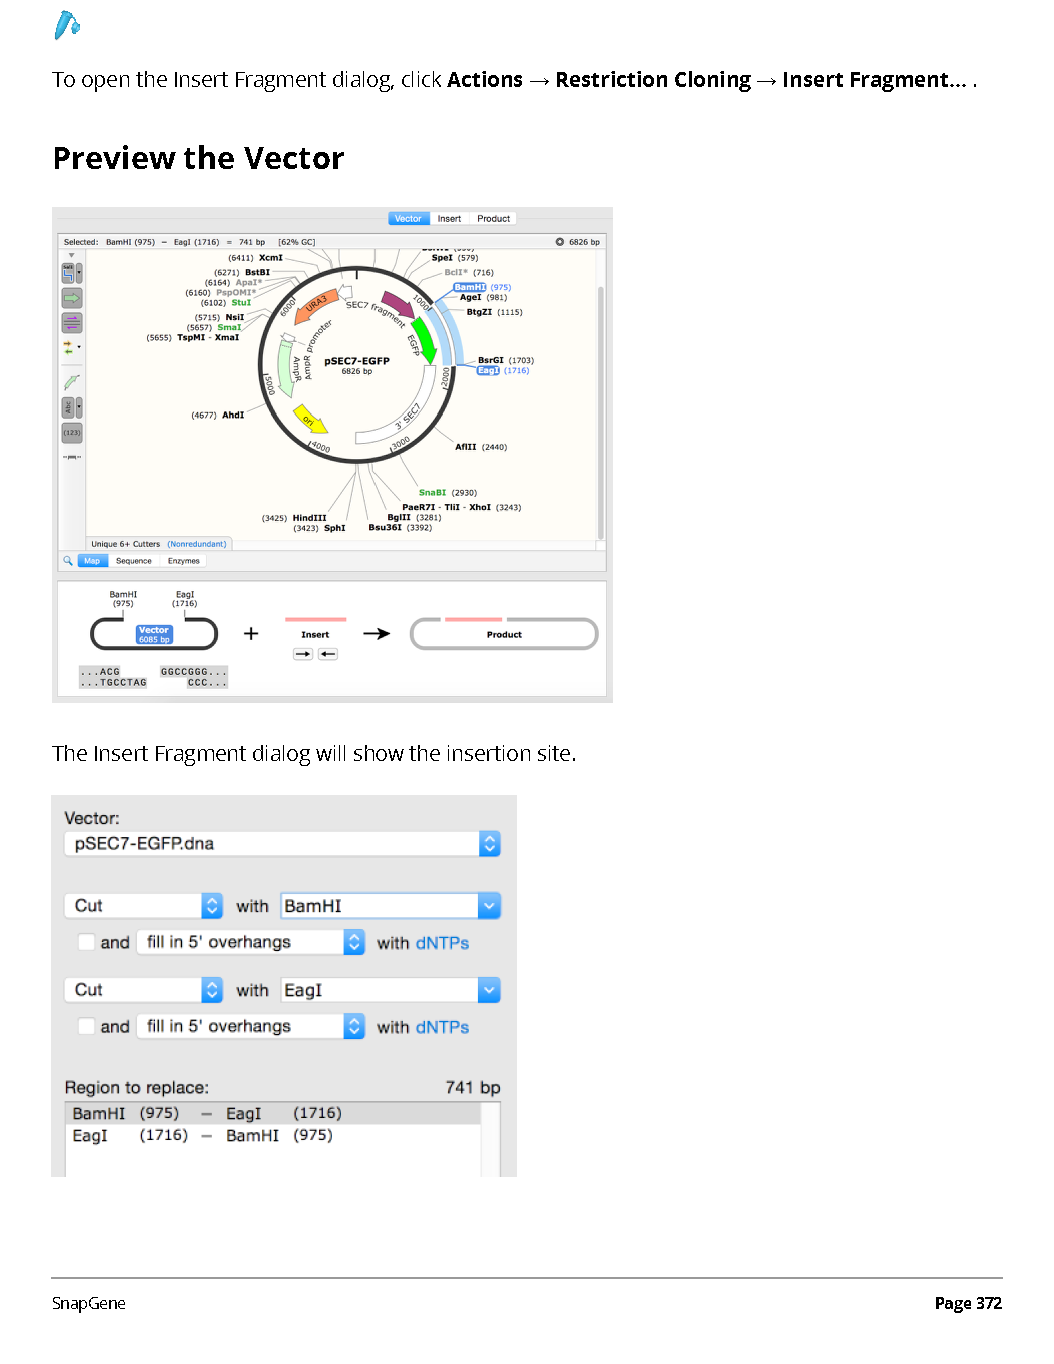 To open the Insert Fragment dialog, click Actions → Restriction Cloning → Insert Fragment... .
Preview the Vector
Vector Insert Product
Selected: BamHI (975) – EagI (1716) = 741 bp [62% GC] 6826 bp
(6411) XcmI
SpeI (579)
(6271) BstBI
BclI* (716)
(6164) ApaI*
BamHI (975)
(6160) PspOMI*
AgeI (981)
(6102) StuI
BtgZI (1115)
(5715) NsiI
(5657) SmaI
(5655) TspMI - XmaI
BsrGI (1703)
EagI (1716)
(4677) AhdI
AflII (2440)
SnaBI (2930)
PaeR7I - TliI - XhoI (3243)
(3425) HindIII
BglII (3281)
(3423) SphI
Bsu36I (3392)
URA3
SEC7 fragment
EGFP
AmpR promoter
AmpR
ori
3' SEC7
1000
2000
3000
4000
5000
6000
pSEC7-EGFP
6826 bp
Abc
(123)
Unique 6+ Cutters (Nonredundant)
Map Sequence Enzymes
BamHI EagI
(975) (1716)
Vector
6085 bp
+ Insert Product
...ACG GGCCGGG...
...TGCCTAG CCC...
The Insert Fragment dialog will show the insertion site.
Vector:
pSEC7-EGFP.dna
Cut with BamHI
and fill in 5' overhangs with dNTPs
Cut with EagI
and fill in 5' overhangs with dNTPs
Region to replace: 741 bp
BamHI (975) – EagI (1716)
EagI (1716) – BamHI (975)
SnapGene Page 372